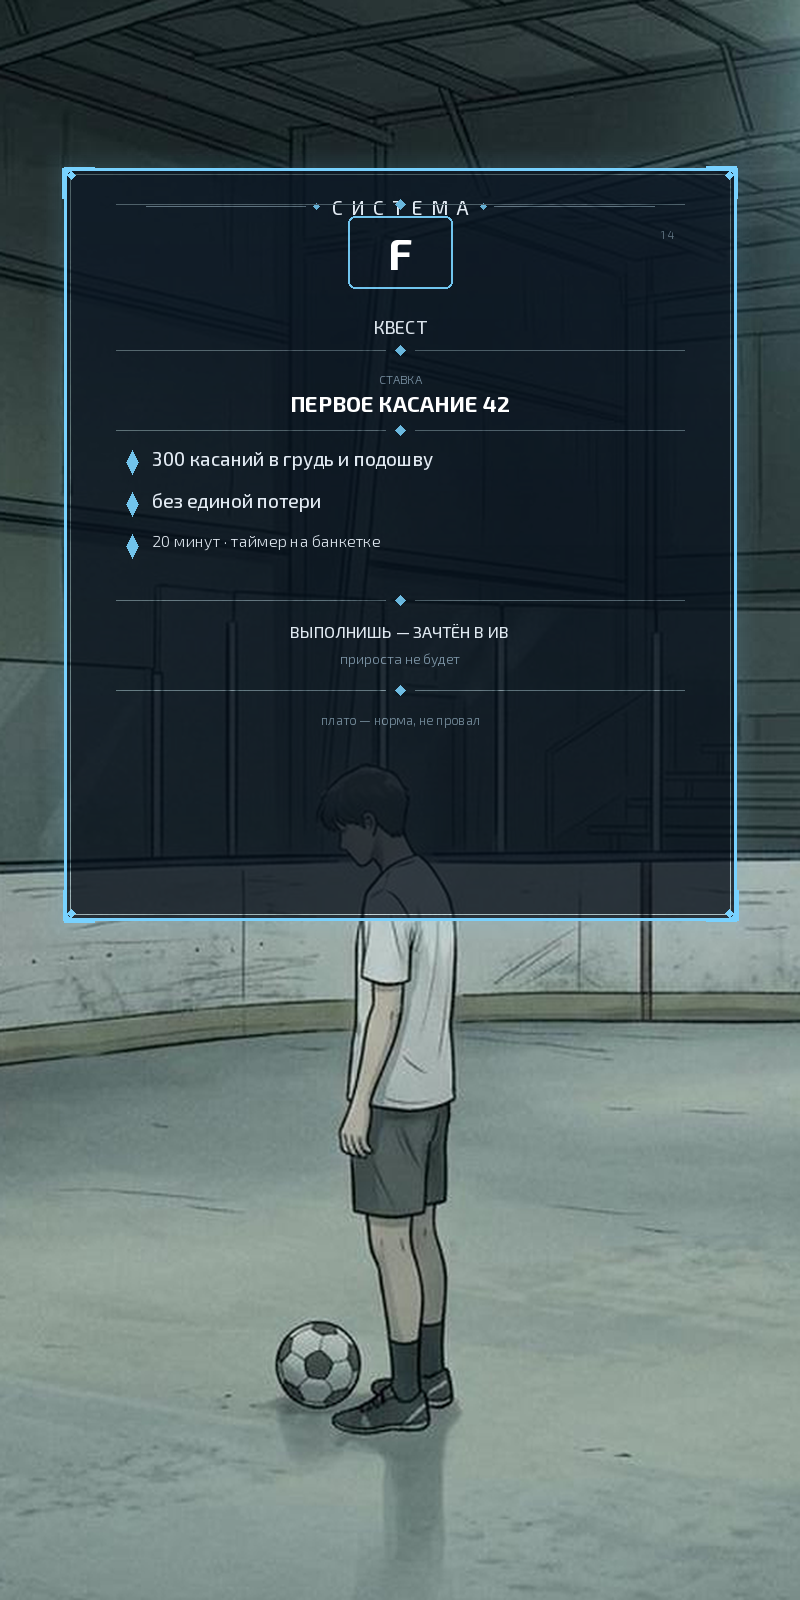 СИСТЕМА
14
F
КВЕСТ
СТАВКА
ПЕРВОЕ КАСАНИЕ 42
300 касаний в грудь и подошву
без единой потери
20 минут · таймер на банкетке
ВЫПОЛНИШЬ — ЗАЧТЁН В ИВ
прироста не будет
плато — норма, не провал